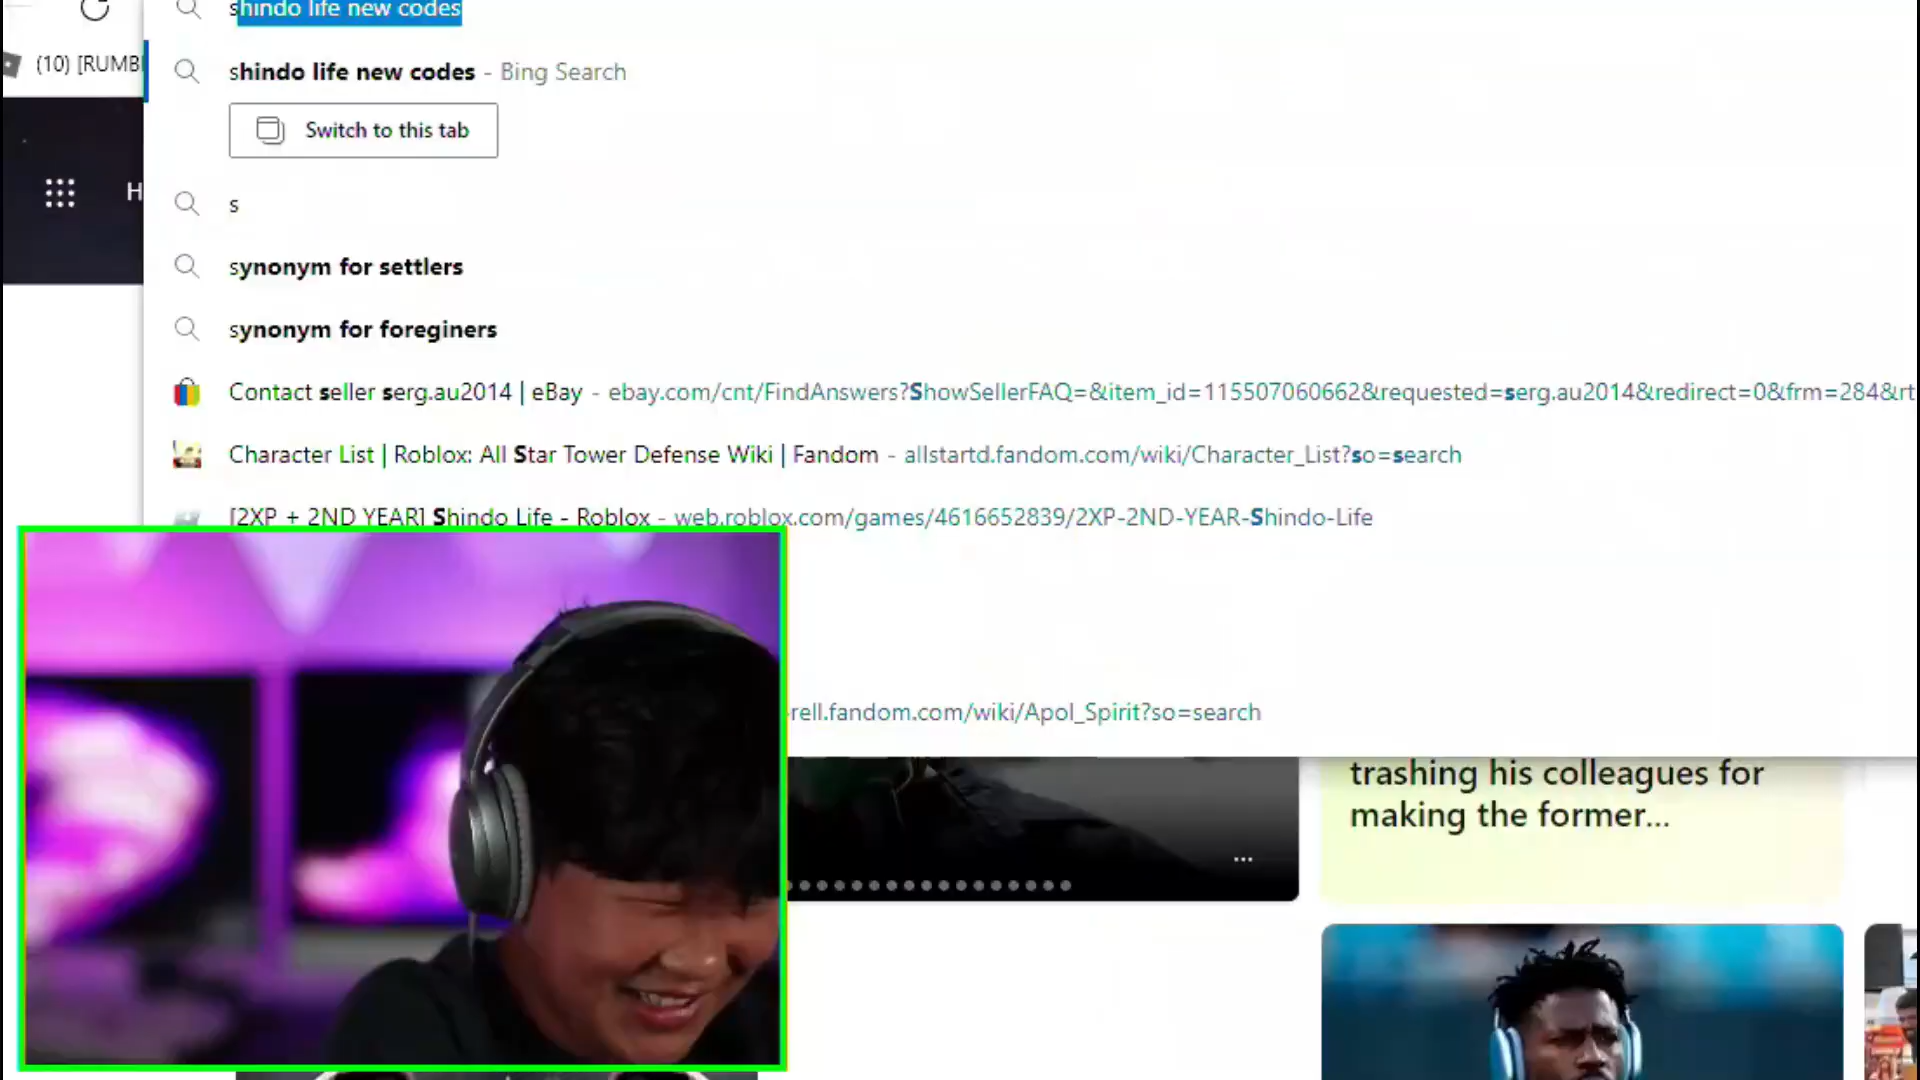 shindo life new codes
(10) [RUMB
shindo life new codes - Bing Search
Switch to this tab
H
s
synonym for settlers
synonym for foreginers
Contact seller serg.au2014 | eBay - ebay.com/cnt/FindAnswers?ShowSellerFAQ=&item_id=115507060662&requested=serg.au2014&redirect=0&frm=284&rt
Character List | Roblox: All Star Tower Defense Wiki | Fandom - allstartd.fandom.com/wiki/Character_List?so=search
[2XP + 2ND YEAR] Shindo Life - Roblox - web.roblox.com/games/4616652839/2XP-2ND-YEAR-Shindo-Life
-rell.fandom.com/wiki/Apol_Spirit?so=search
trashing his colleagues for
making the former...